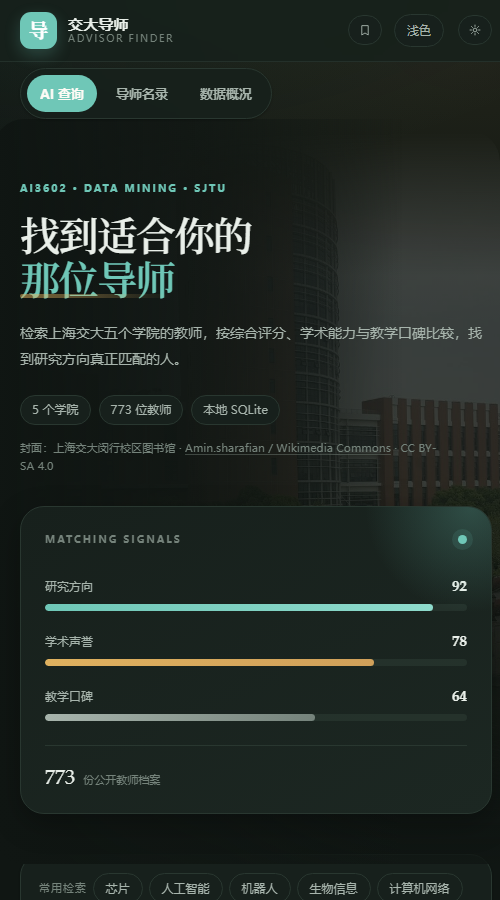 导
交大导师
ADVISOR FINDER
浅色
AI 查询
导师名录
数据概况
AI3602 • DATA MINING • SJTU
找到适合你的
那位导师
检索上海交大五个学院的教师，按综合评分、学术能力与教学口碑比较，找
到研究方向真正匹配的人。
5 个学院
773 位教师
本地 SQLite
封面：上海交大闵行校区图书馆 · Amin.sharafian / Wikimedia Commons · CC BY-
SA 4.0
MATCHING SIGNALS
研究方向 92
学术声誉 78
教学口碑 64
773 份公开教师档案
常用检索
芯片
人工智能
机器人
生物信息
计算机网络